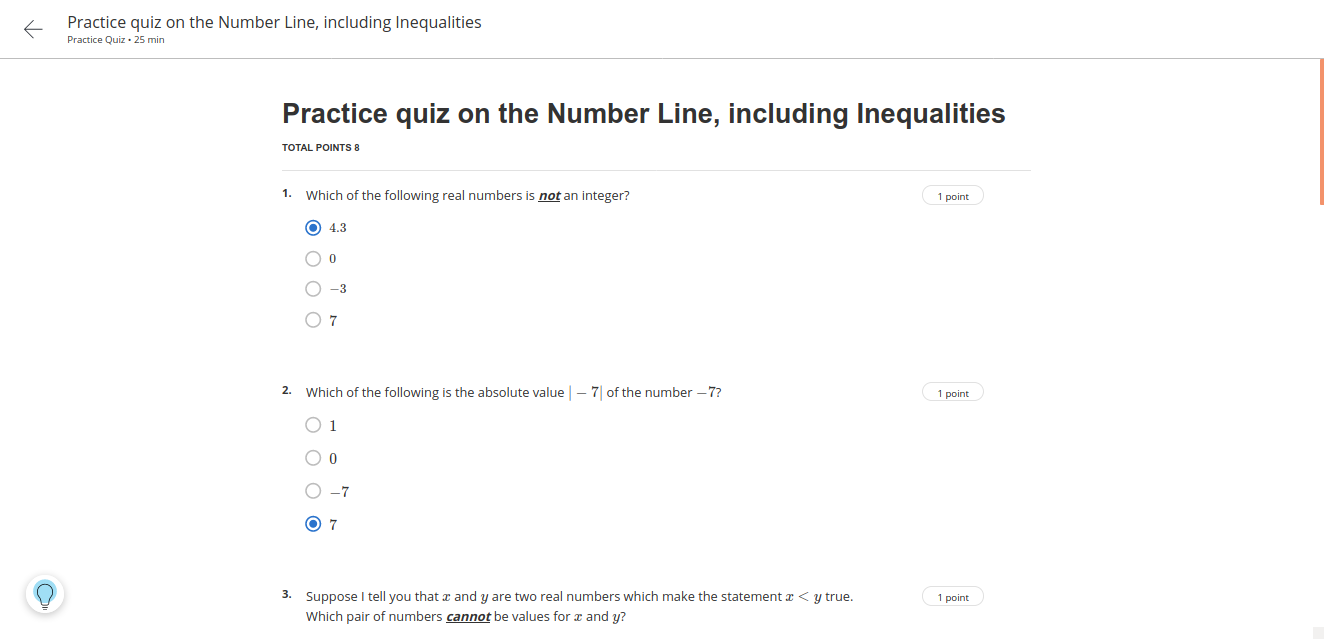 Practice quiz on the Number Line, including Inequalities
Practice Quiz • 25 min
Practice quiz on the Number Line, including Inequalities
TOTAL POINTS 8
1. Which of the following real numbers is not an integer? 1 point
4.3
0
−3
7
2. Which of the following is the absolute value | − 7| of the number −7? 1 point
1
0
−7
7
3. Suppose I tell you that x and y are two real numbers which make the statement x < y true. 1 point
Which pair of numbers cannot be values for x and y?